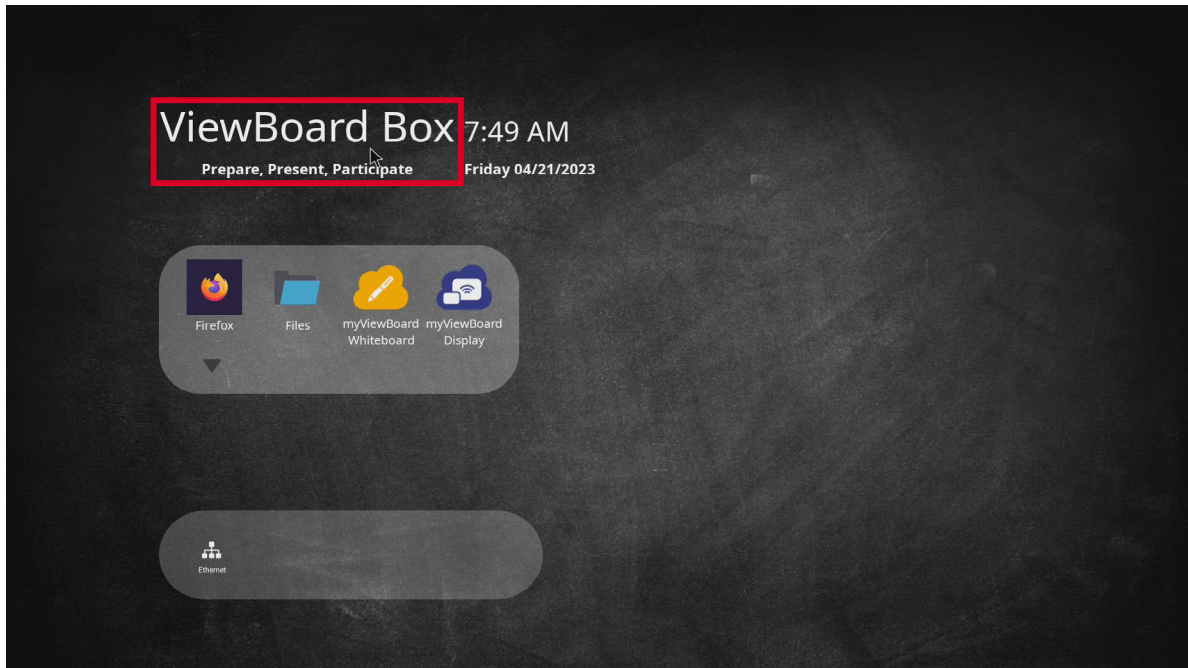 ViewBoard Box 7:49 AM
Prepare, Present, Participate Friday 04/21/2023
Firefox Files myViewBoard Whiteboard myViewBoard Display
Ethernet